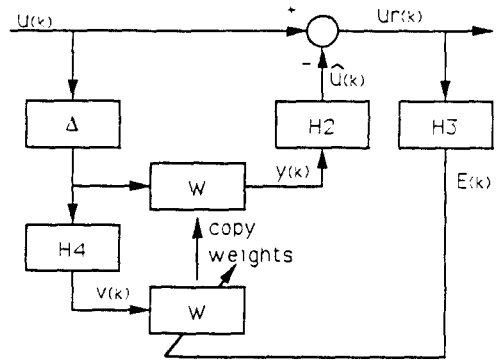 U(k)
+
Ur(k)
-
û(k)
Δ
H2
H3
W
y(k)
E(k)
H4
copy
weights
V(k)
W